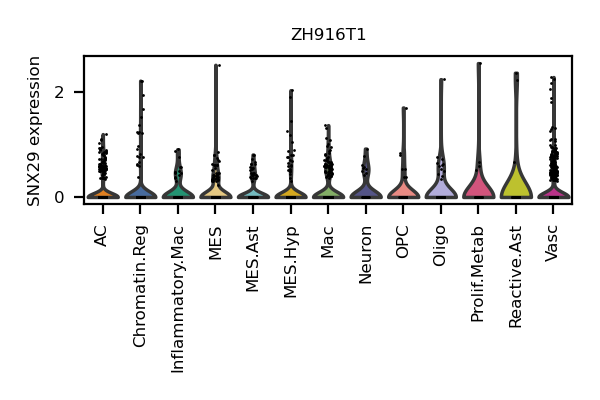 ZH916T1
SNX29 expression
2
0
AC
Chromatin.Reg
Inflammatory.Mac
MES
MES.Ast
MES.Hyp
Mac
Neuron
OPC
Oligo
Prolif.Metab
Reactive.Ast
Vasc